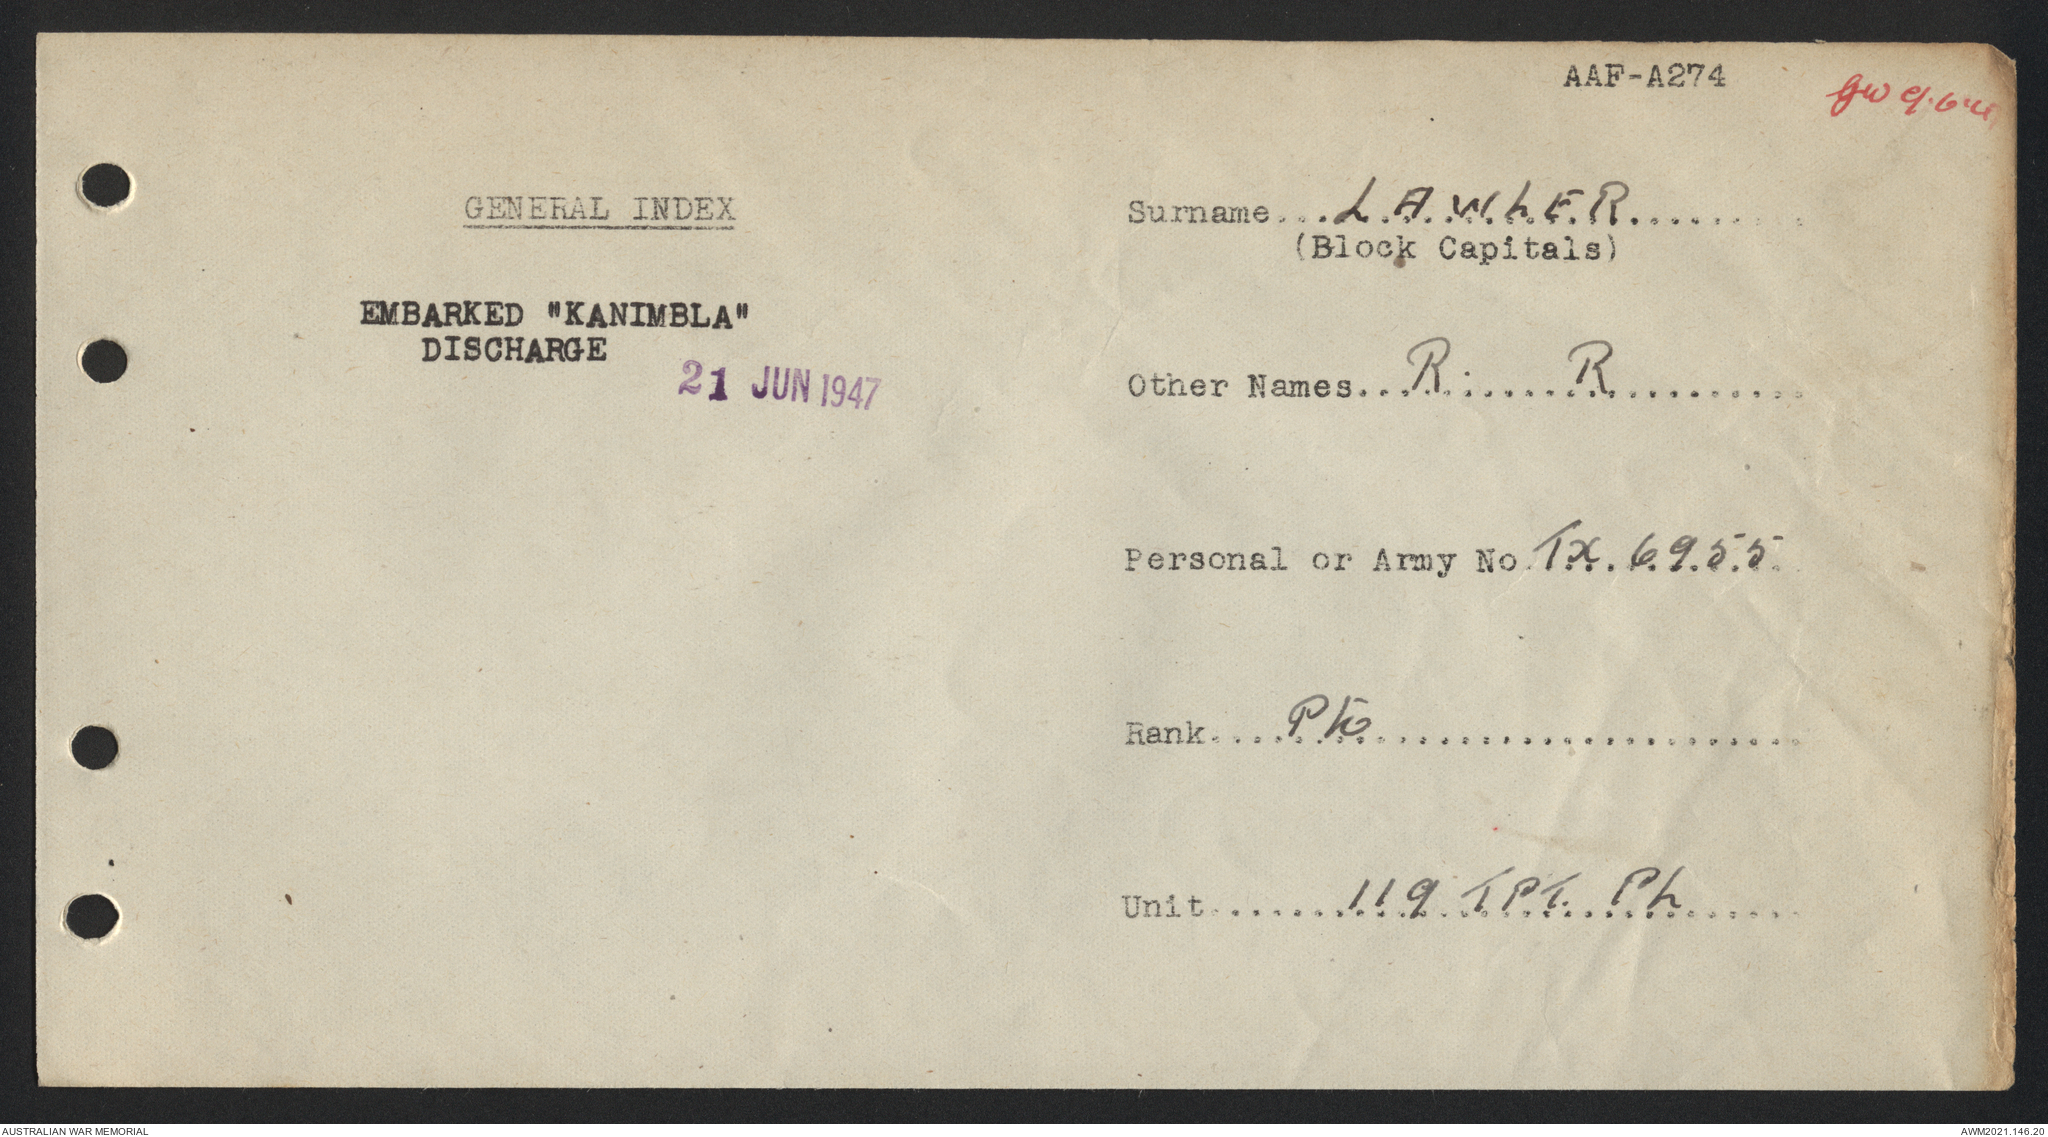 AAF-A274
GENERAL INDEX
EMBARKED "KANIMBLA"
DISCHARGE
21 JUN 1947
Surname...LAWLER.........
(Block Capitals)
Other Names...R. R..........
Personal or Army No.TX.6955
Rank....Pte..............................
Unit.......119 TPT. Pl......
AUSTRALIAN WAR MEMORIAL
AWM2021.146.20